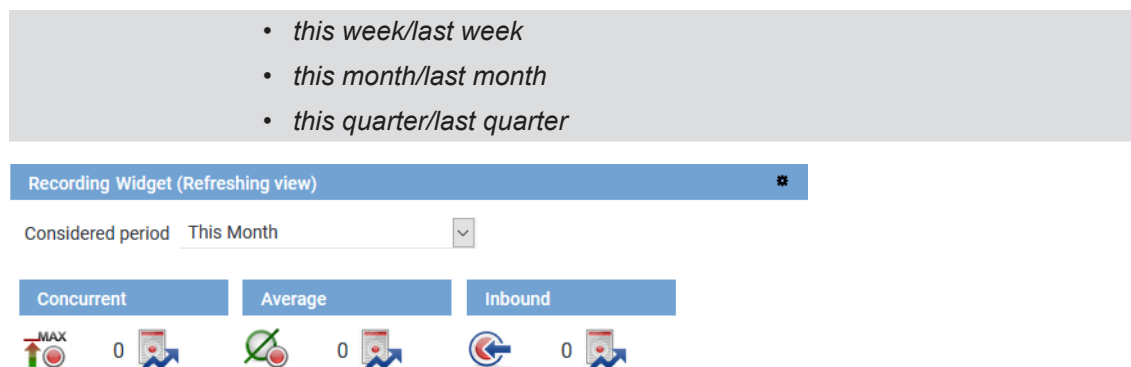 • this week/last week
• this month/last month
• this quarter/last quarter
Recording Widget (Refreshing view)
Considered period This Month
Concurrent Average Inbound
MAX 0 0 0